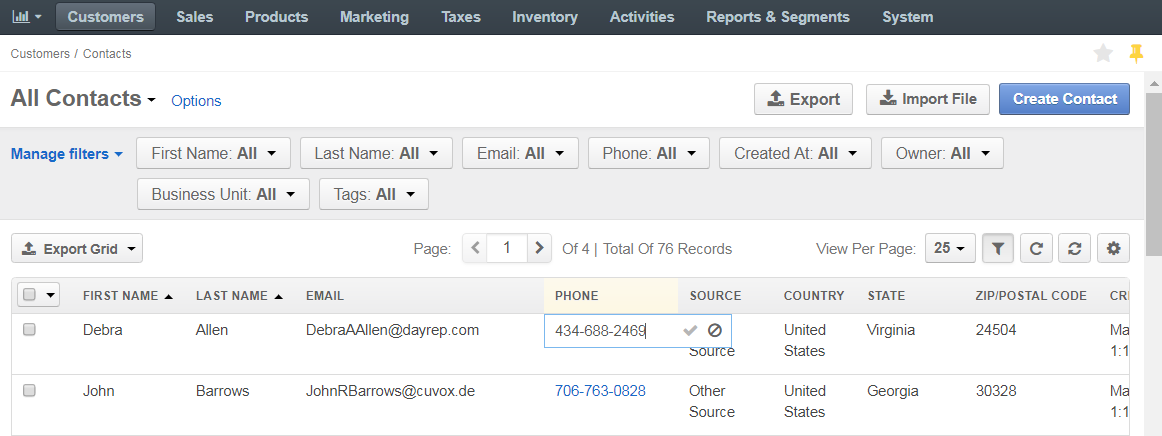 Customers Sales Products Marketing Taxes Inventory Activities Reports & Segments System
Customers / Contacts
All Contacts Options Export Import File Create Contact
Manage filters First Name: All Last Name: All Email: All Phone: All Created At: All Owner: All
Business Unit: All Tags: All
Export Grid Page: 1 Of 4 | Total Of 76 Records View Per Page: 25
FIRST NAME LAST NAME EMAIL PHONE SOURCE COUNTRY STATE ZIP/POSTAL CODE CRE
Debra Allen DebraAAllen@dayrep.com 434-688-2469 United Virginia 24504 Ma
Source States 1:1
John Barrows JohnRBarrows@cuvox.de 706-763-0828 Other United Georgia 30328 Ma
Source States 1:1